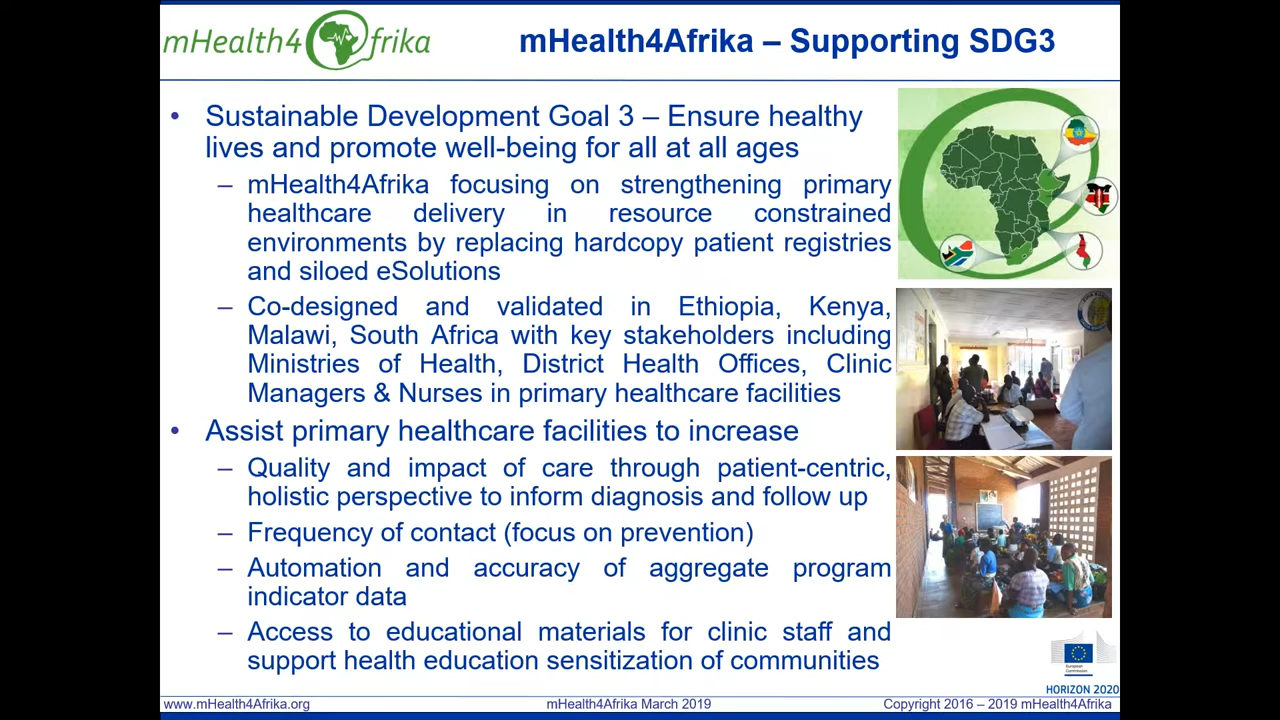 mHealth4Afrika
mHealth4Afrika – Supporting SDG3
• Sustainable Development Goal 3 – Ensure healthy
lives and promote well-being for all at all ages
– mHealth4Afrika focusing on strengthening primary
healthcare delivery in resource constrained
environments by replacing hardcopy patient registries
and siloed eSolutions
– Co-designed and validated in Ethiopia, Kenya,
Malawi, South Africa with key stakeholders including
Ministries of Health, District Health Offices, Clinic
Managers & Nurses in primary healthcare facilities
• Assist primary healthcare facilities to increase
– Quality and impact of care through patient-centric,
holistic perspective to inform diagnosis and follow up
– Frequency of contact (focus on prevention)
– Automation and accuracy of aggregate program
indicator data
– Access to educational materials for clinic staff and
support health education sensitization of communities
European
Commission
HORIZON 2020
www.mHealth4Afrika.org
mHealth4Afrika March 2019
Copyright 2016 – 2019 mHealth4Afrika